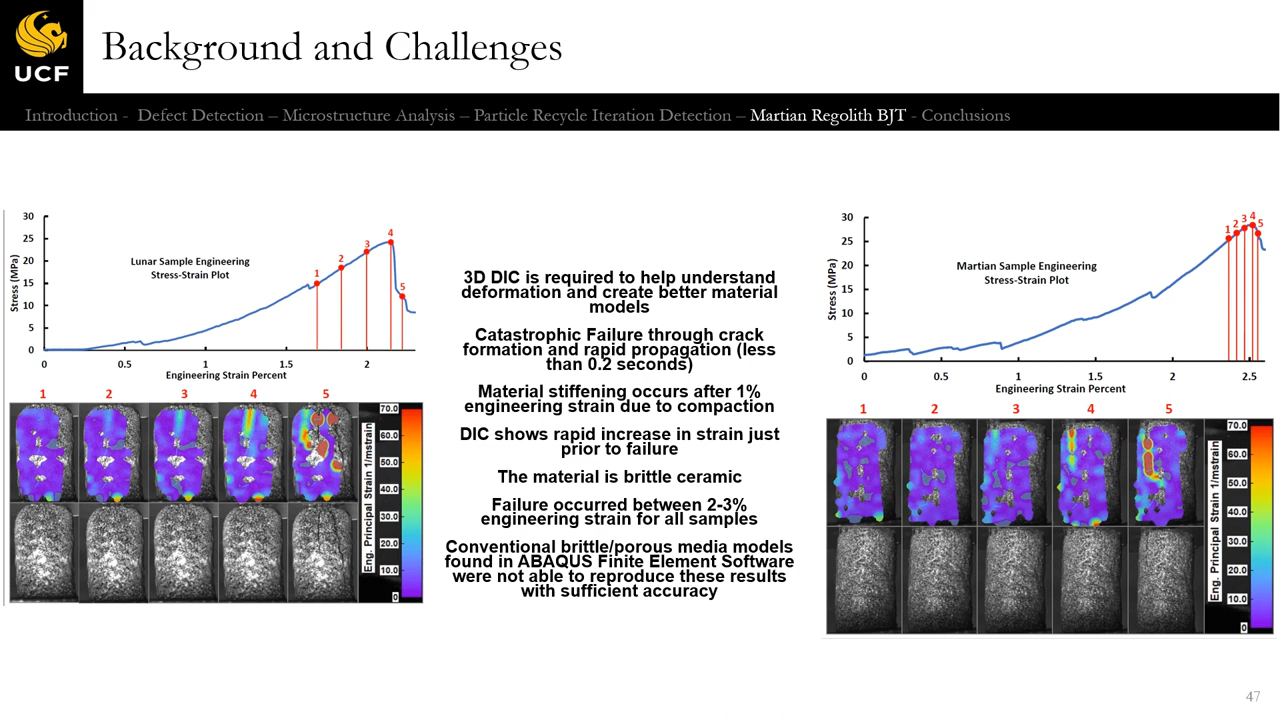 UCF
Background and Challenges
Introduction - Defect Detection – Microstructure Analysis – Particle Recycle Iteration Detection – Martian Regolith BJT - Conclusions
30
25
20
15
10
5
0
Stress (MPa)
Lunar Sample Engineering
Stress-Strain Plot
1
2
3
4
5
0
0.5
1
1.5
2
Engineering Strain Percent
1
2
3
4
5
70.0
60.0
50.0
40.0
30.0
20.0
10.0
0
Eng. Principal Strain 1/mstrain
3D DIC is required to help understand
deformation and create better material
models
Catastrophic Failure through crack
formation and rapid propagation (less
than 0.2 seconds)
Material stiffening occurs after 1%
engineering strain due to compaction
DIC shows rapid increase in strain just
prior to failure
The material is brittle ceramic
Failure occurred between 2-3%
engineering strain for all samples
Conventional brittle/porous media models
found in ABAQUS Finite Element Software
were not able to reproduce these results
with sufficient accuracy
30
25
20
15
10
5
0
Stress (MPa)
Martian Sample Engineering
Stress-Strain Plot
1
2
3
4
5
0
0.5
1
1.5
2
2.5
Engineering Strain Percent
1
2
3
4
5
70.0
60.0
50.0
40.0
30.0
20.0
10.0
0
Eng. Principal Strain 1/mstrain
47